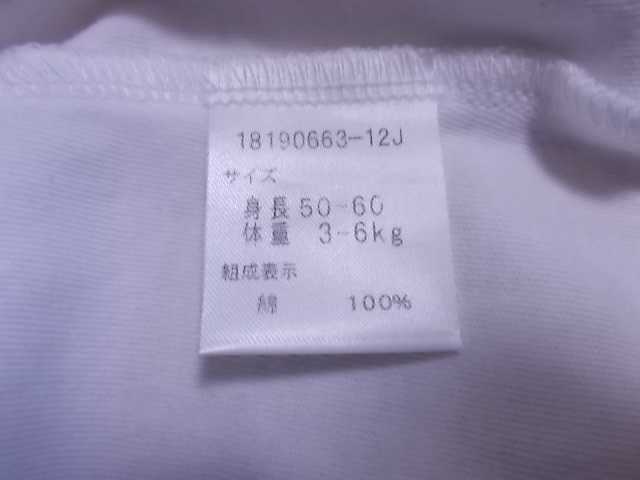 18190663-12J
サイズ
身長 50-60
体重 3-6kg
組成表示
綿 100%